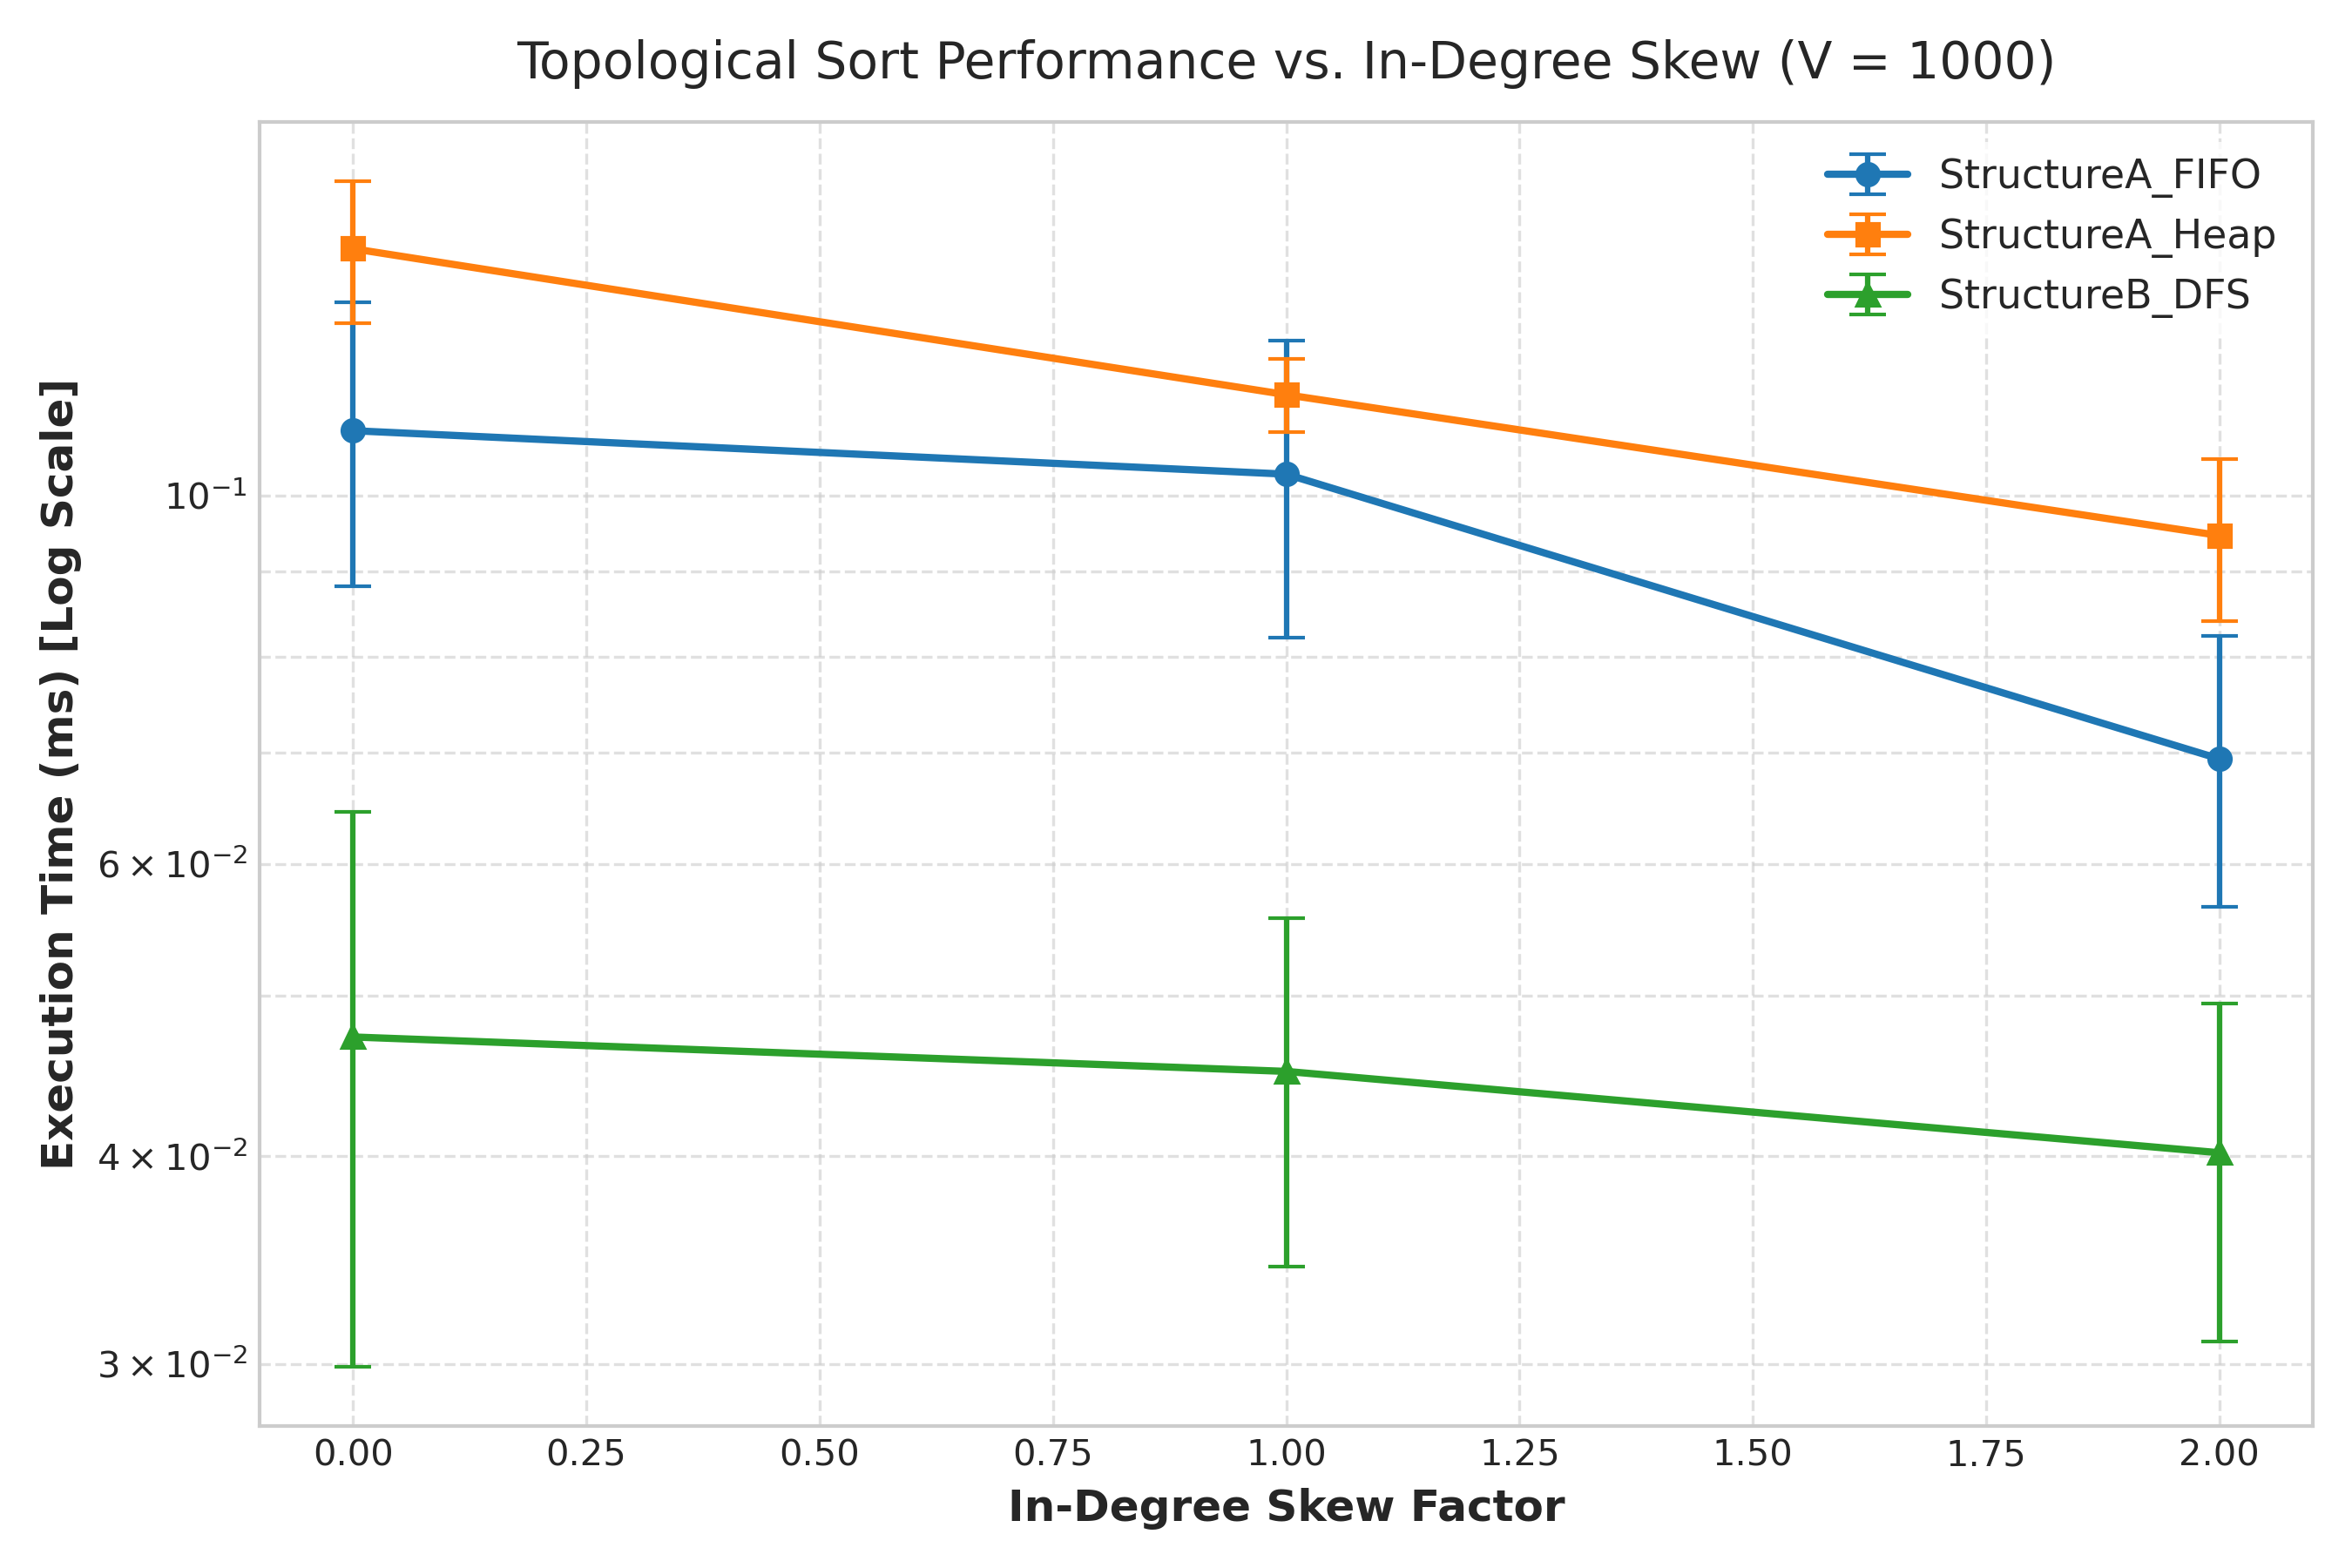 Topological Sort Performance vs. In-Degree Skew (V = 1000)
StructureA_FIFO
StructureA_Heap
StructureB_DFS
Execution Time (ms) [Log Scale]
10⁻¹
6 × 10⁻²
4 × 10⁻²
3 × 10⁻²
0.00 0.25 0.50 0.75 1.00 1.25 1.50 1.75 2.00
In-Degree Skew Factor